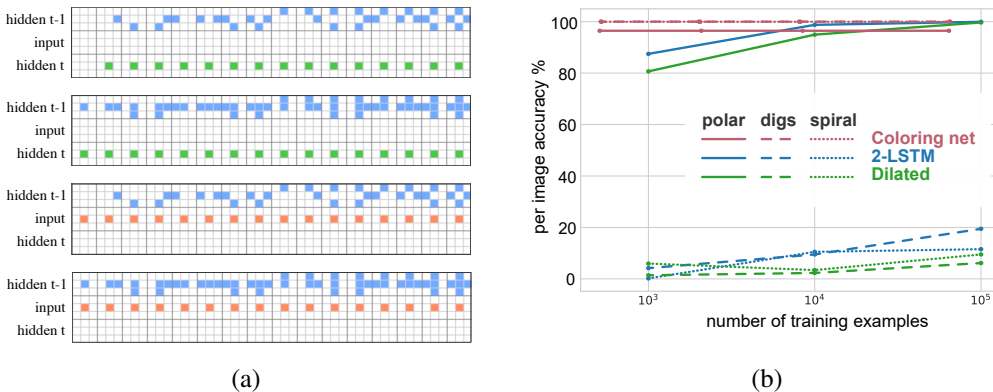 hidden t-1
input
hidden t
hidden t-1
input
hidden t
hidden t-1
input
hidden t
hidden t-1
input
hidden t
(a)
per image accuracy %
100
80
60
40
20
0
polar digs spiral
Coloring net
2-LSTM
Dilated
10³ 10⁴ 10⁵
number of training examples
(b)